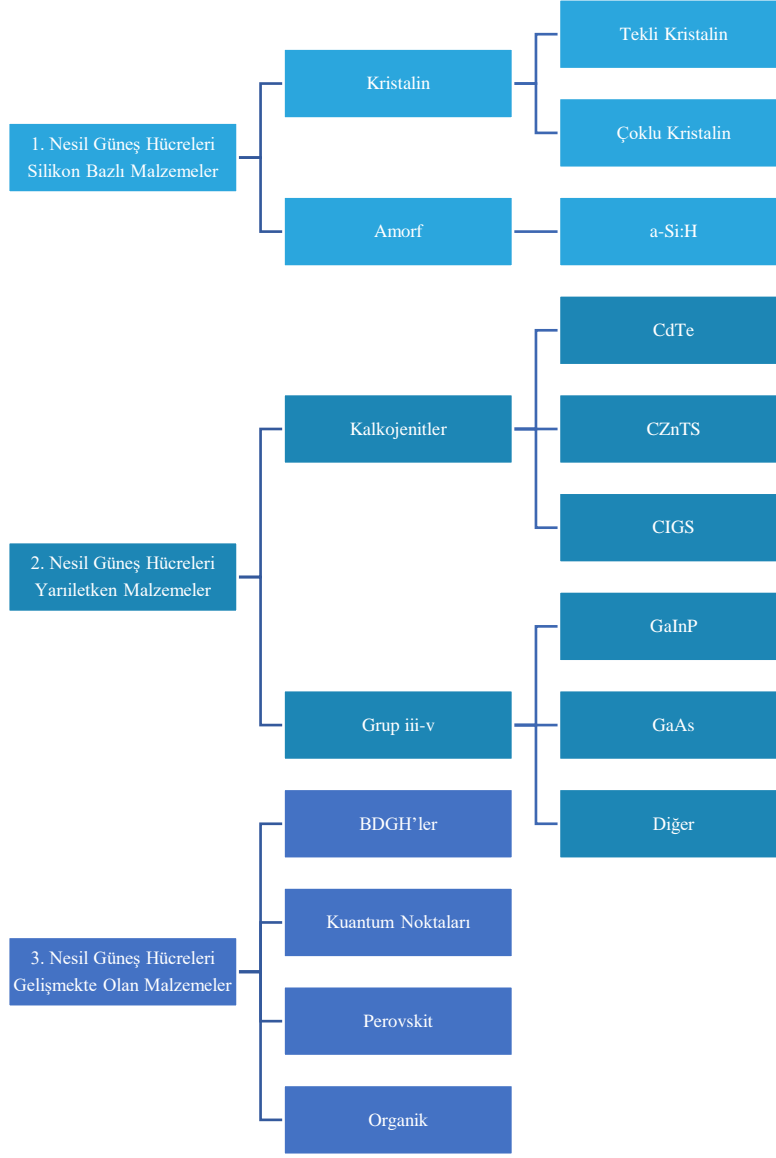 1. Nesil Güneş Hücreleri
Silikon Bazlı Malzemeler
Kristalin
Tekli Kristalin
Çoklu Kristalin
Amorf
a-Si:H
2. Nesil Güneş Hücreleri
Yarıiletken Malzemeler
Kalkojenitler
CdTe
CZnTS
CIGS
Grup iii-v
GaInP
GaAs
Diğer
3. Nesil Güneş Hücreleri
Gelişmekte Olan Malzemeler
BDGH’ler
Kuantum Noktaları
Perovskit
Organik